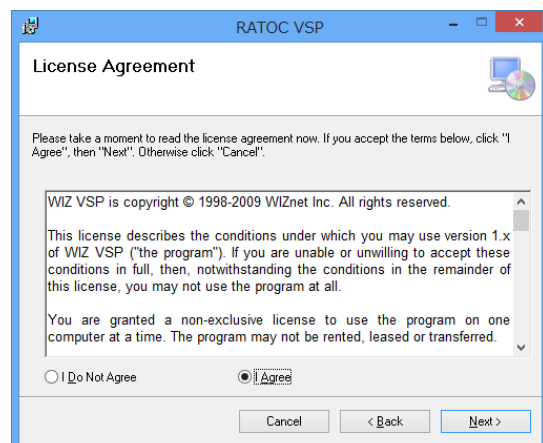 RATOC VSP
License Agreement
Please take a moment to read the license agreement now. If you accept the terms below, click "I
Agree", then "Next". Otherwise click "Cancel".
WIZ VSP is copyright © 1998-2009 WIZnet Inc. All rights reserved.
This license describes the conditions under which you may use version 1.x
of WIZ VSP ("the program"). If you are unable or unwilling to accept these
conditions in full, then, notwithstanding the conditions in the remainder of
this license, you may not use the program at all.
You are granted a non-exclusive license to use the program on one
computer at a time. The program may not be rented, leased or transferred.
I Do Not Agree
I Agree
Cancel
< Back
Next >